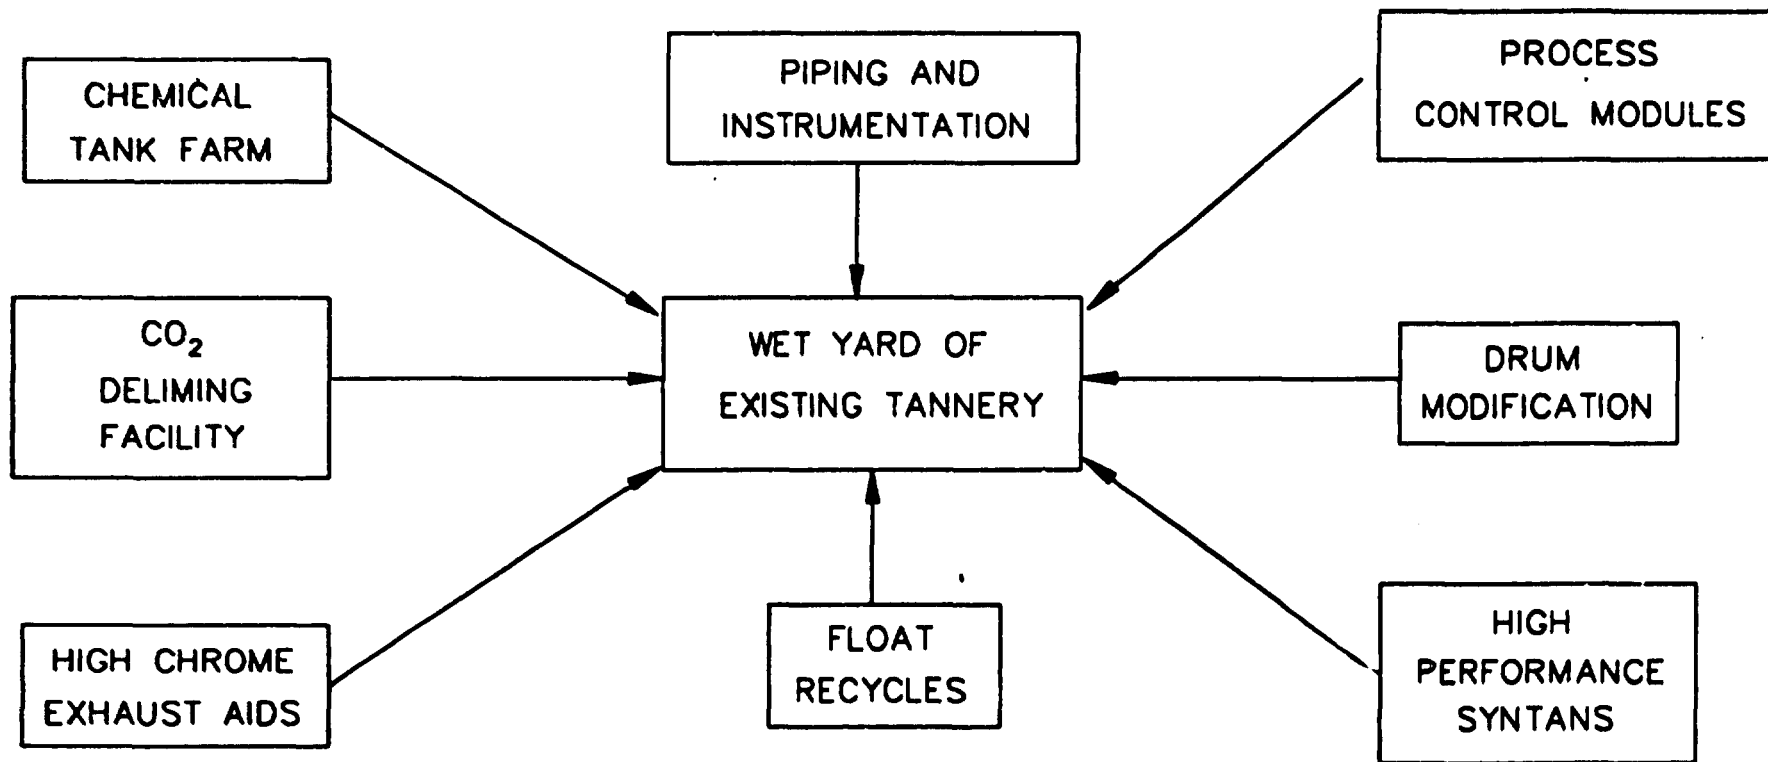 CHEMICAL
TANK FARM
PIPING AND
INSTRUMENTATION
PROCESS
CONTROL MODULES
CO₂
DELIMING
FACILITY
WET YARD OF
EXISTING TANNERY
DRUM
MODIFICATION
HIGH CHROME
EXHAUST AIDS
FLOAT
RECYCLES
HIGH
PERFORMANCE
SYNTANS